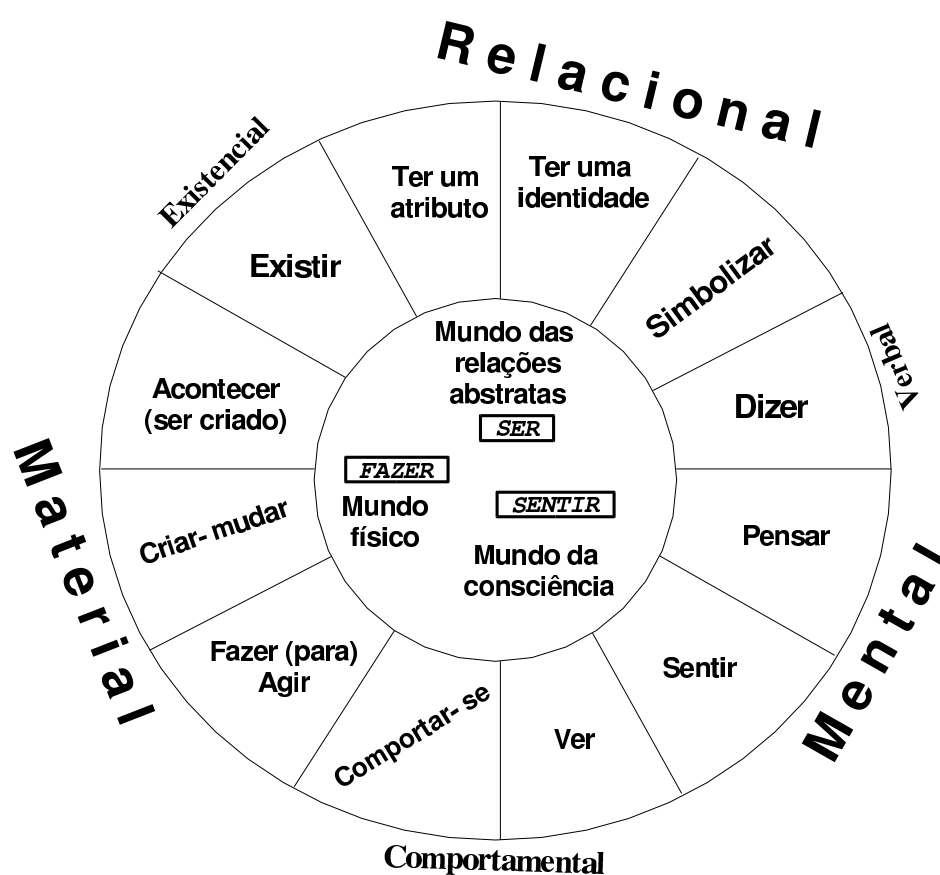 Relacional
Existencial
Ter um
atributo
Ter uma
identidade
Existir
Simbolizar
Verbal
Mundo das
relações
abstratas
Acontecer
(ser criado)
Dizer
SER
FAZER
Mundo
físico
SENTIR
Mundo da
consciência
Material
Criar- mudar
Pensar
Mental
Fazer (para)
Agir
Sentir
Comportar- se
Ver
Comportamental